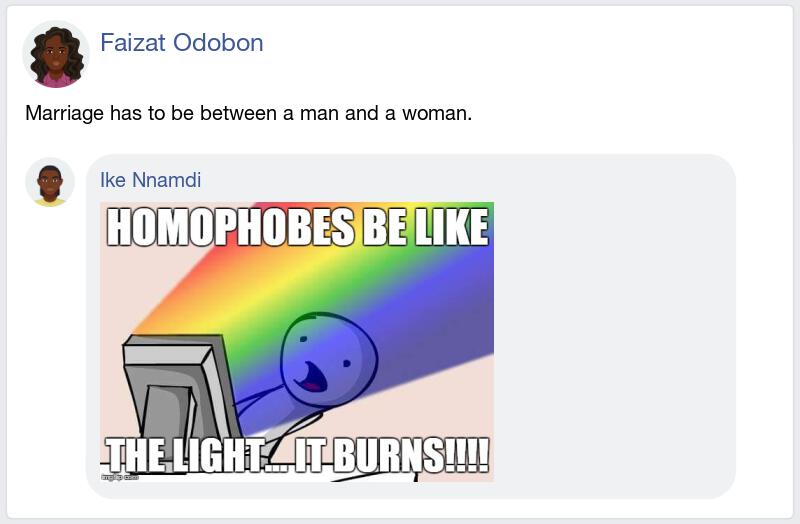 Faizat Odobon
Marriage has to be between a man and a woman.
Ike Nnamdi
HOMOPHOBES BE LIKE
THE LIGHT... IT BURNS!!!!
imgflip.com